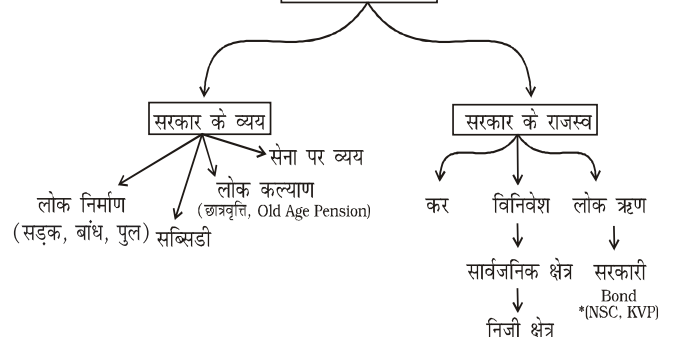 सरकार के व्यय
सरकार के राजस्व
सेना पर व्यय
लोक कल्याण
(छात्रवृत्ति, Old Age Pension)
लोक निर्माण
(सड़क, बांध, पुल)
सब्सिडी
कर
विनिवेश
लोक ऋण
सार्वजनिक क्षेत्र
सरकारी
Bond
*(NSC, KVP)
निजी क्षेत्र